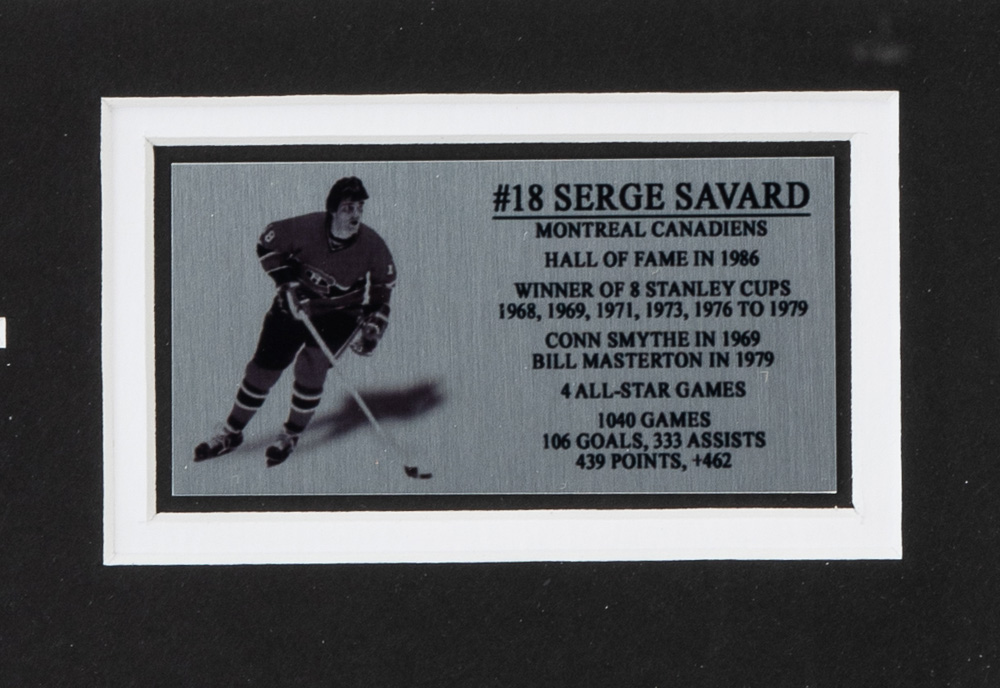 #18 SERGE SAVARD
MONTREAL CANADIENS
HALL OF FAME IN 1986
WINNER OF 8 STANLEY CUPS
1968, 1969, 1971, 1973, 1976 TO 1979
CONN SMYTHE IN 1969
BILL MASTERTON IN 1979
4 ALL-STAR GAMES
1040 GAMES
106 GOALS, 333 ASSISTS
439 POINTS, +462